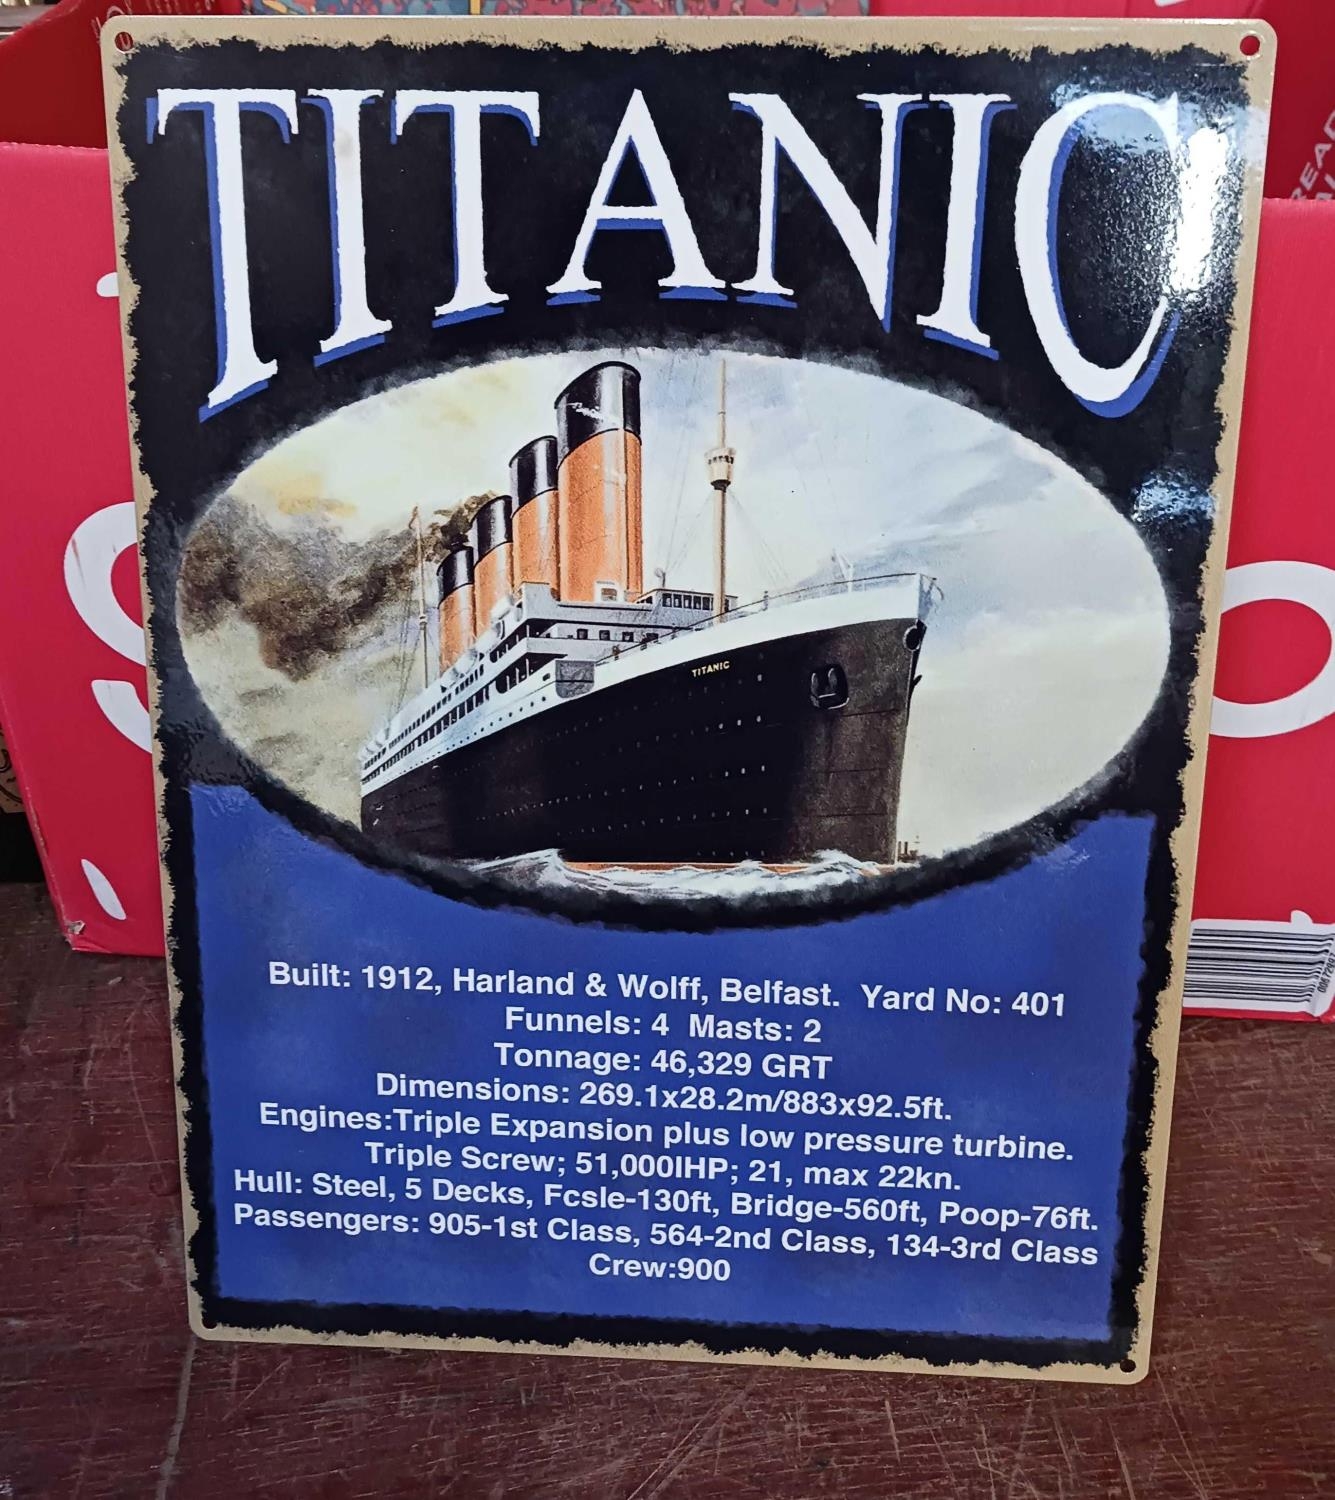 TITANIC
TITANIC
Built: 1912, Harland & Wolff, Belfast. Yard No: 401
Funnels: 4 Masts: 2
Tonnage: 46,329 GRT
Dimensions: 269.1x28.2m/883x92.5ft.
Engines:Triple Expansion plus low pressure turbine.
Triple Screw; 51,000IHP; 21, max 22kn.
Hull: Steel, 5 Decks, Fcsle-130ft, Bridge-560ft, Poop-76ft.
Passengers: 905-1st Class, 564-2nd Class, 134-3rd Class
Crew:900